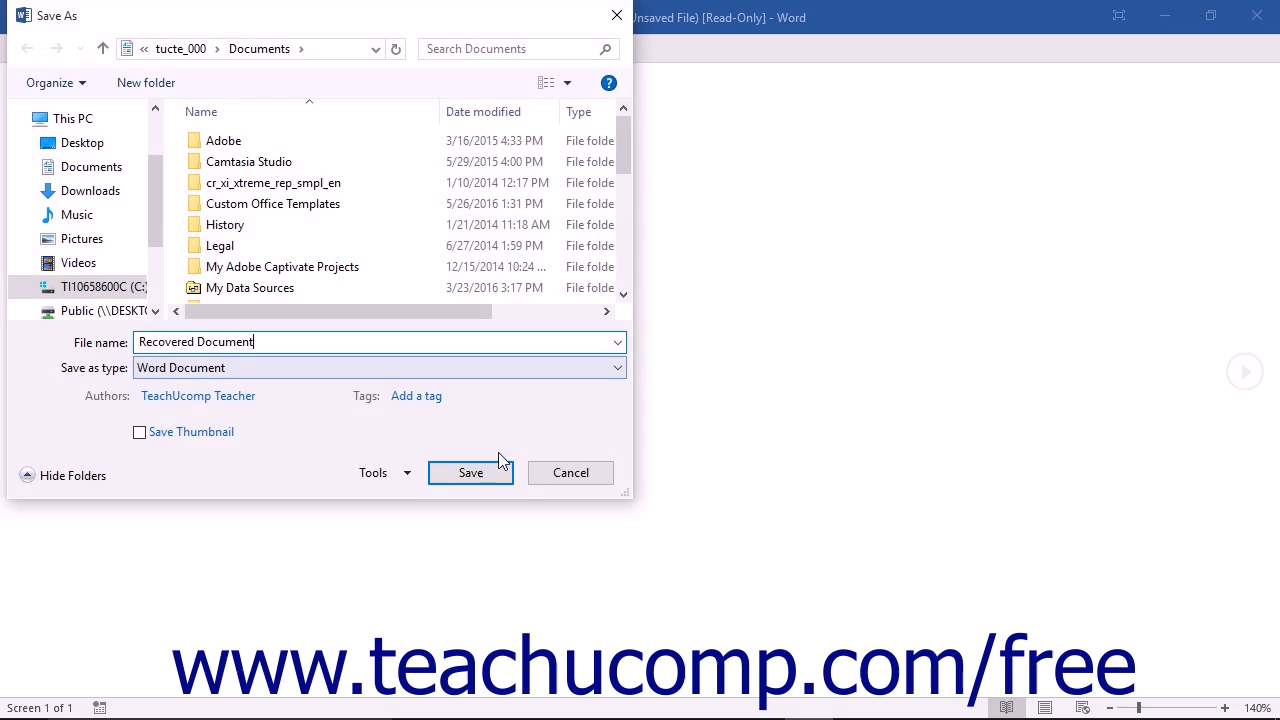 Save As
Unsaved File) [Read-Only] - Word
« tucte_000 > Documents >
Search Documents
Organize
New folder
Name
Date modified
Type
This PC
Desktop
Documents
Downloads
Music
Pictures
Videos
TI10658600C (C:
Public (\\DESKT
Adobe 3/16/2015 4:33 PM File folde
Camtasia Studio 5/29/2015 4:00 PM File folde
cr_xi_xtreme_rep_smpl_en 1/10/2014 12:17 PM File folde
Custom Office Templates 5/26/2016 1:31 PM File folde
History 1/21/2014 11:18 AM File folde
Legal 6/27/2014 1:59 PM File folde
My Adobe Captivate Projects 12/15/2014 10:24 ... File folde
My Data Sources 3/23/2016 3:17 PM File folde
File name: Recovered Document
Save as type: Word Document
Authors: TeachUcomp Teacher
Tags: Add a tag
Save Thumbnail
Hide Folders
Tools
Save
Cancel
www.teachucomp.com/free
Screen 1 of 1
140%